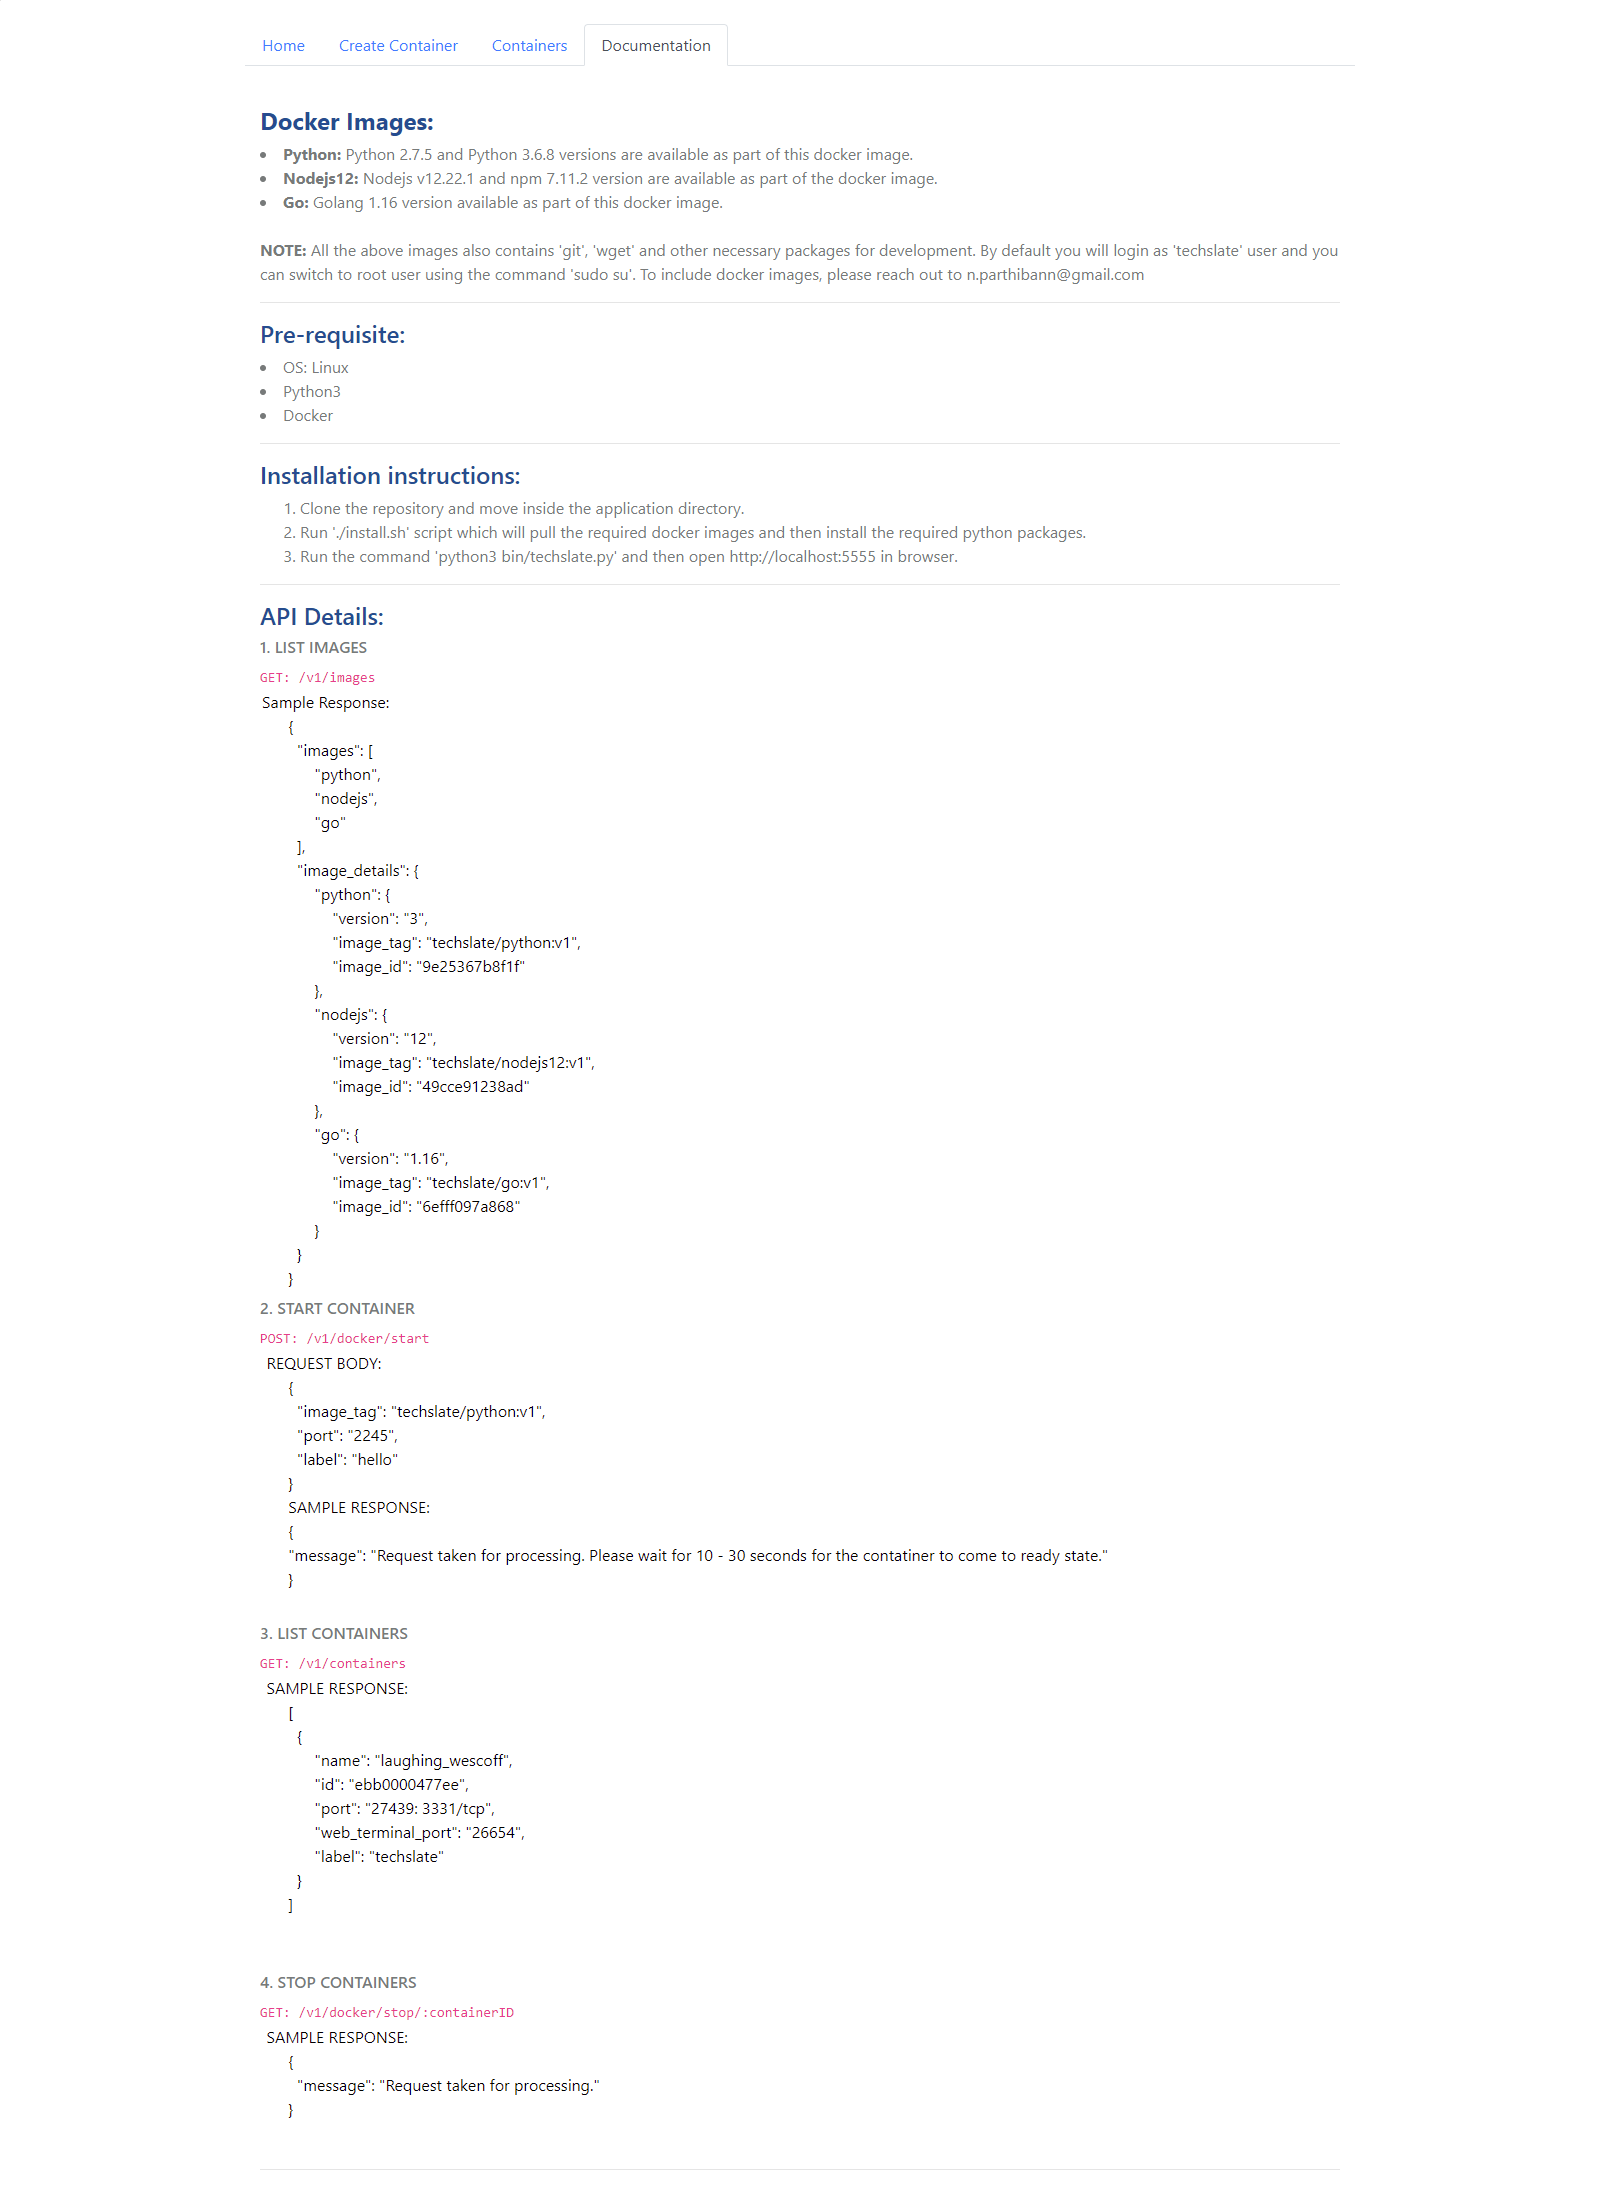 Home Create Container Containers Documentation
Docker Images:
• Python: Python 2.7.5 and Python 3.6.8 versions are available as part of this docker image.
• Nodejs12: Nodejs v12.22.1 and npm 7.11.2 version are available as part of the docker image.
• Go: Golang 1.16 version available as part of this docker image.
NOTE: All the above images also contains 'git', 'wget' and other necessary packages for development. By default you will login as 'techslate' user and you
can switch to root user using the command 'sudo su'. To include docker images, please reach out to n.parthibann@gmail.com
Pre-requisite:
• OS: Linux
• Python3
• Docker
Installation instructions:
1. Clone the repository and move inside the application directory.
2. Run './install.sh' script which will pull the required docker images and then install the required python packages.
3. Run the command 'python3 bin/techslate.py' and then open http://localhost:5555 in browser.
API Details:
1. LIST IMAGES
GET: /v1/images
Sample Response:
{
"images": [
"python",
"nodejs",
"go"
],
"image_details": {
"python": {
"version": "3",
"image_tag": "techslate/python:v1",
"image_id": "9e25367b8f1f"
},
"nodejs": {
"version": "12",
"image_tag": "techslate/nodejs12:v1",
"image_id": "49cce91238ad"
},
"go": {
"version": "1.16",
"image_tag": "techslate/go:v1",
"image_id": "6efff097a868"
}
}
}
2. START CONTAINER
POST: /v1/docker/start
REQUEST BODY:
{
"image_tag": "techslate/python:v1",
"port": "2245",
"label": "hello"
}
SAMPLE RESPONSE:
{
"message": "Request taken for processing. Please wait for 10 - 30 seconds for the contatiner to come to ready state."
}
3. LIST CONTAINERS
GET: /v1/containers
SAMPLE RESPONSE:
[
{
"name": "laughing_wescoff",
"id": "ebb0000477ee",
"port": "27439: 3331/tcp",
"web_terminal_port": "26654",
"label": "techslate"
}
]
4. STOP CONTAINERS
GET: /v1/docker/stop/:containerID
SAMPLE RESPONSE:
{
"message": "Request taken for processing."
}